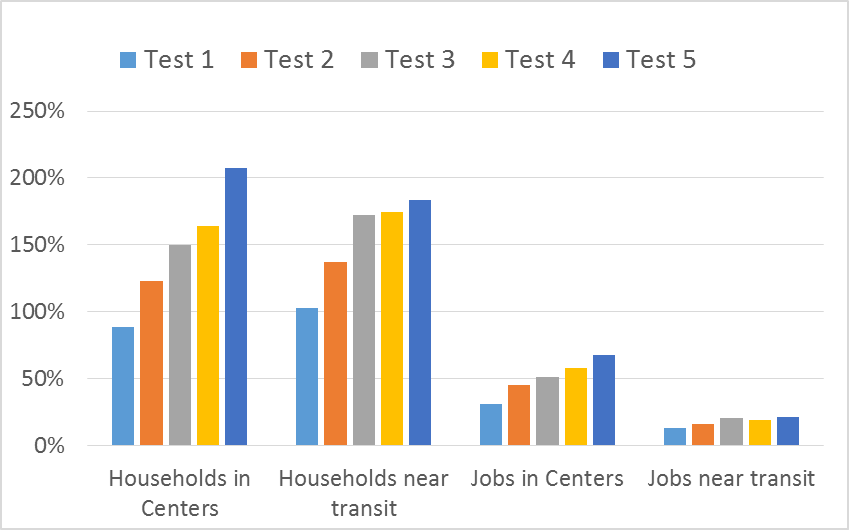 Test 1 Test 2 Test 3 Test 4 Test 5
250%
200%
150%
100%
50%
0%
Households in Households near Jobs in Centers Jobs near transit
Centers transit